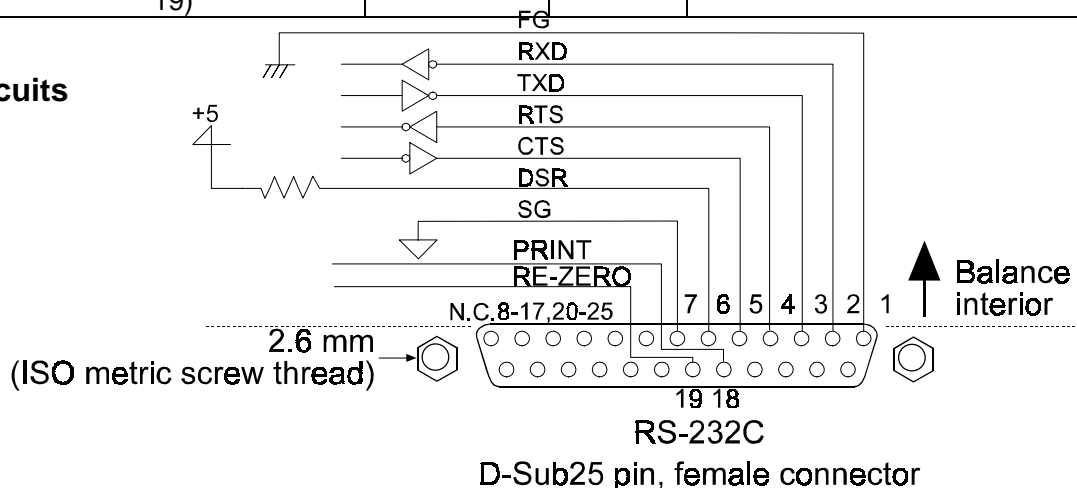 19)
FG
RXD
cuits
TXD
+5
RTS
CTS
DSR
SG
PRINT
RE-ZERO
Balance
interior
N.C.8-17,20-25
7 6 5 4 3 2 1
2.6 mm
(ISO metric screw thread)
19 18
RS-232C
D-Sub25 pin, female connector